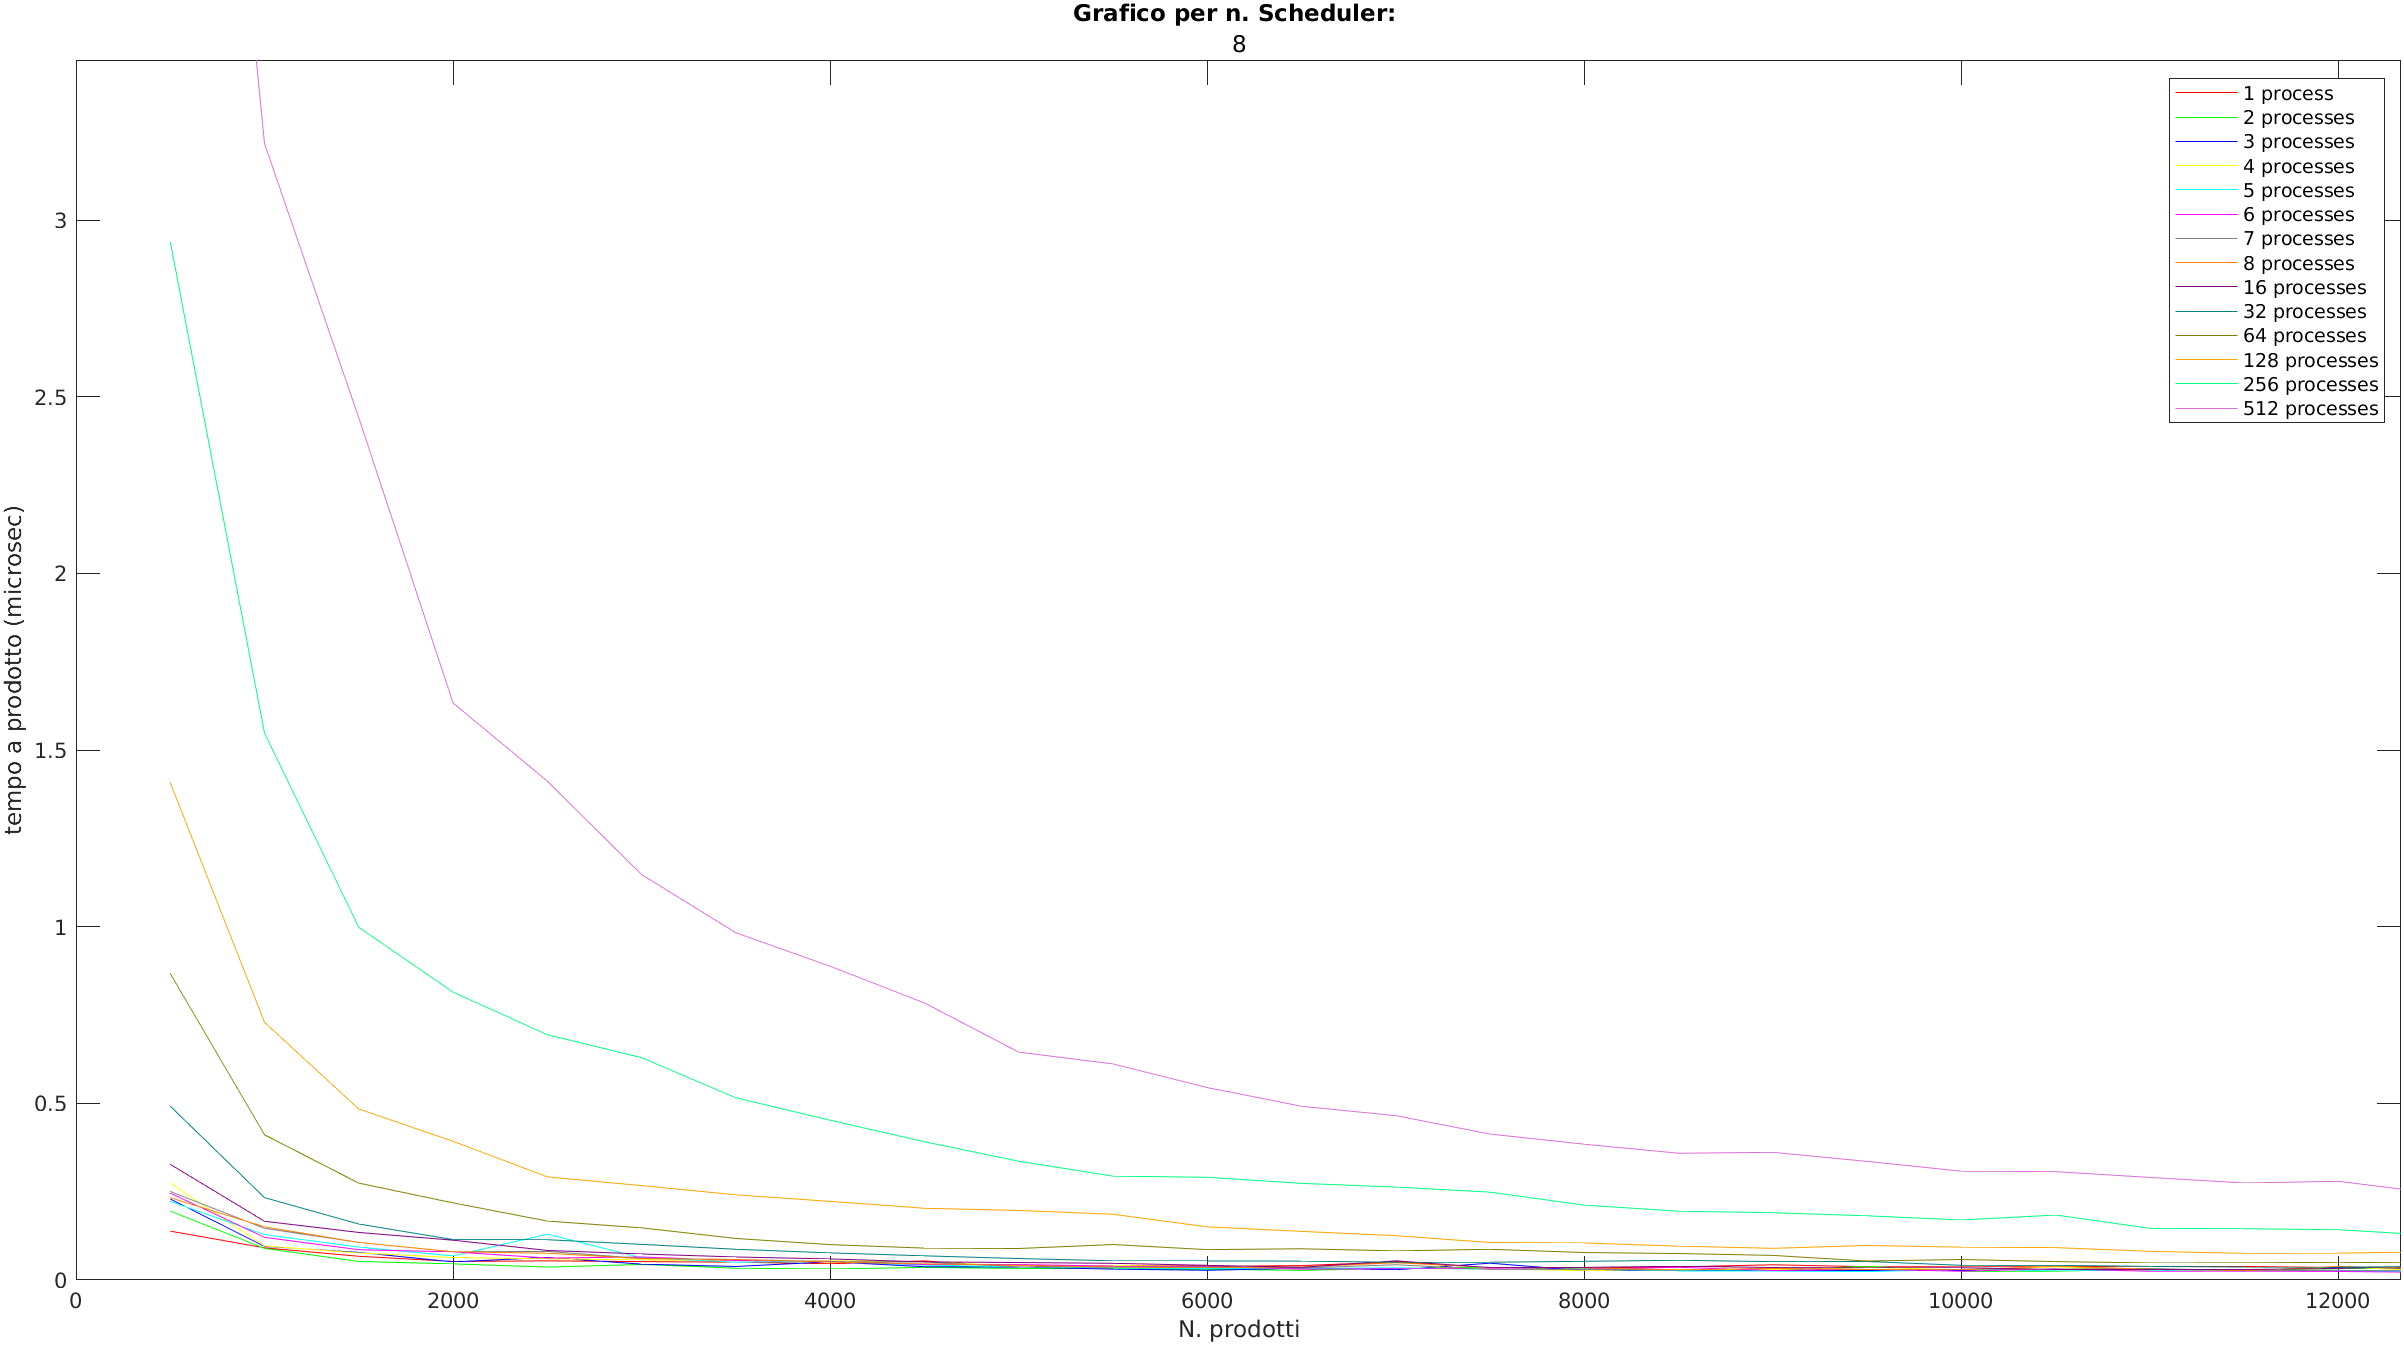 Grafico per n. Scheduler:
8
1 process
2 processes
3 processes
4 processes
5 processes
6 processes
7 processes
8 processes
16 processes
32 processes
64 processes
128 processes
256 processes
512 processes
tempo a prodotto (microsec)
3
2.5
2
1.5
1
0.5
0
0 2000 4000 6000 8000 10000 12000
N. prodotti